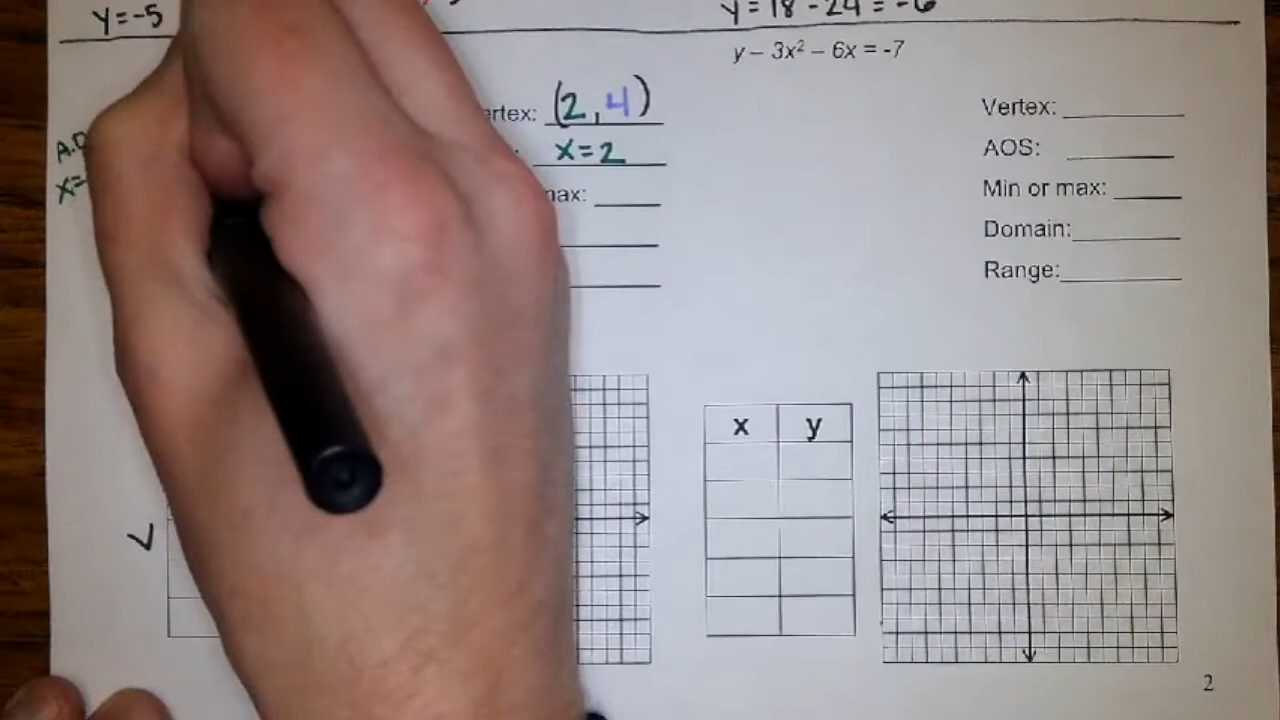 y=-5
y=18-24=-6
y – 3x² – 6x = -7
ertex: (2,4)
x=2
max:
A.O
x=
Vertex:
AOS:
Min or max:
Domain:
Range:
x y
V
2